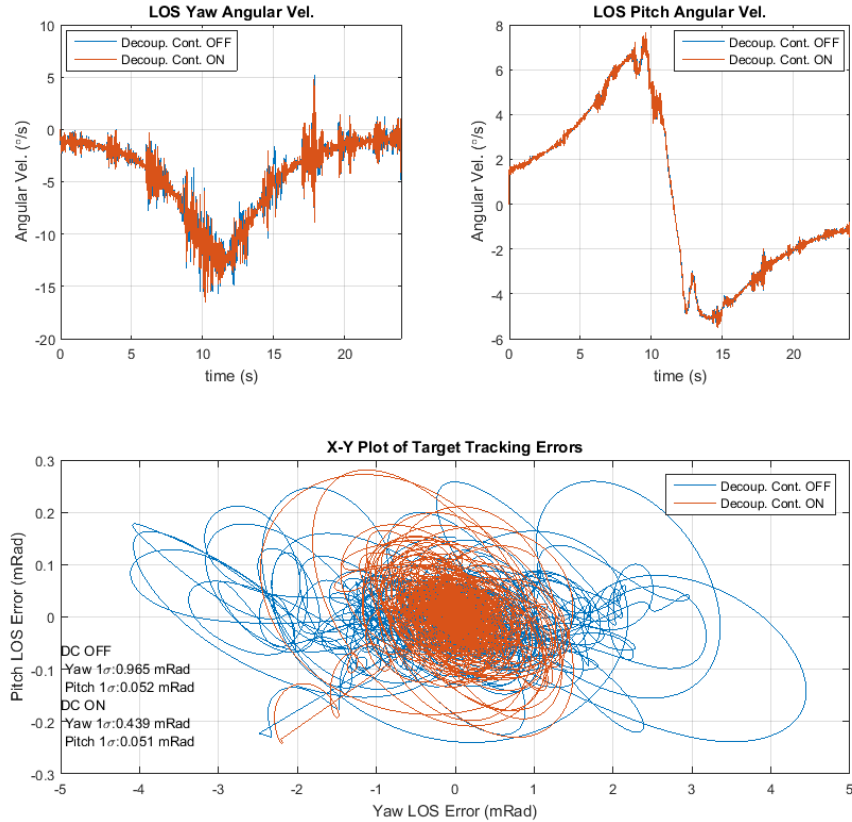 LOS Yaw Angular Vel.
10
5
0
-5
-10
-15
-20
Angular Vel. (°/s)
Decoup. Cont. OFF
Decoup. Cont. ON
0
5
10
15
20
time (s)
LOS Pitch Angular Vel.
8
6
4
2
0
-2
-4
-6
Angular Vel. (°/s)
Decoup. Cont. OFF
Decoup. Cont. ON
0
5
10
15
20
time (s)
X-Y Plot of Target Tracking Errors
0.3
0.2
0.1
0
-0.1
-0.2
-0.3
Pitch LOS Error (mRad)
Decoup. Cont. OFF
Decoup. Cont. ON
DC OFF
Yaw 1σ:0.965 mRad
Pitch 1σ:0.052 mRad
DC ON
Yaw 1σ:0.439 mRad
Pitch 1σ:0.051 mRad
-5
-4
-3
-2
-1
0
1
2
3
4
5
Yaw LOS Error (mRad)